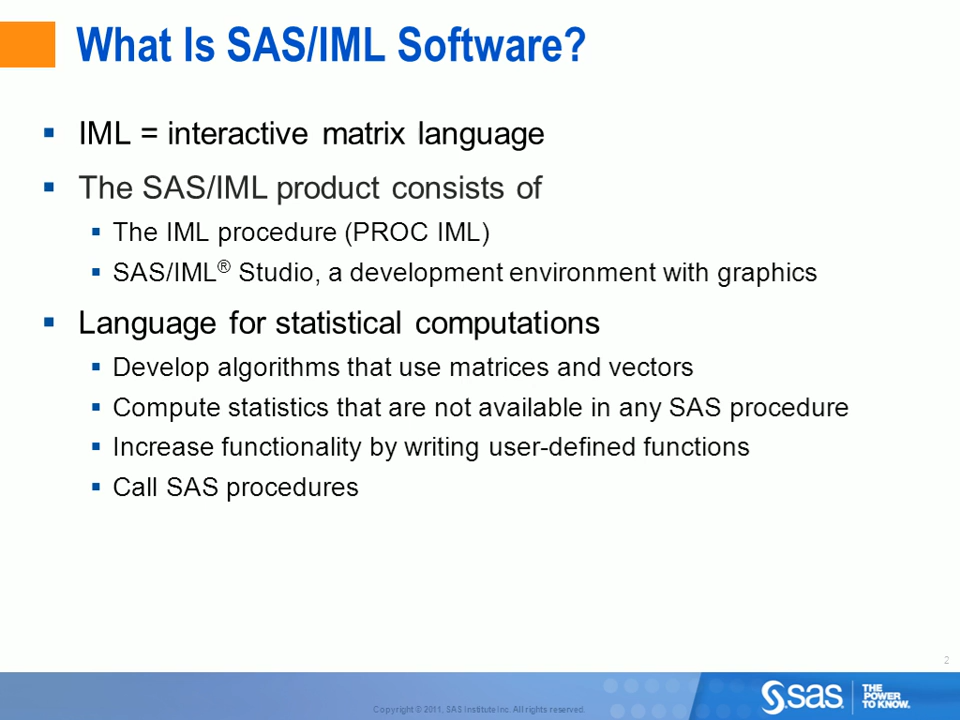 What Is SAS/IML Software?
IML = interactive matrix language
The SAS/IML product consists of
The IML procedure (PROC IML)
SAS/IML® Studio, a development environment with graphics
Language for statistical computations
Develop algorithms that use matrices and vectors
Compute statistics that are not available in any SAS procedure
Increase functionality by writing user-defined functions
Call SAS procedures
2
Copyright © 2011, SAS Institute Inc. All rights reserved.
sas
THE
POWER
TO KNOW.